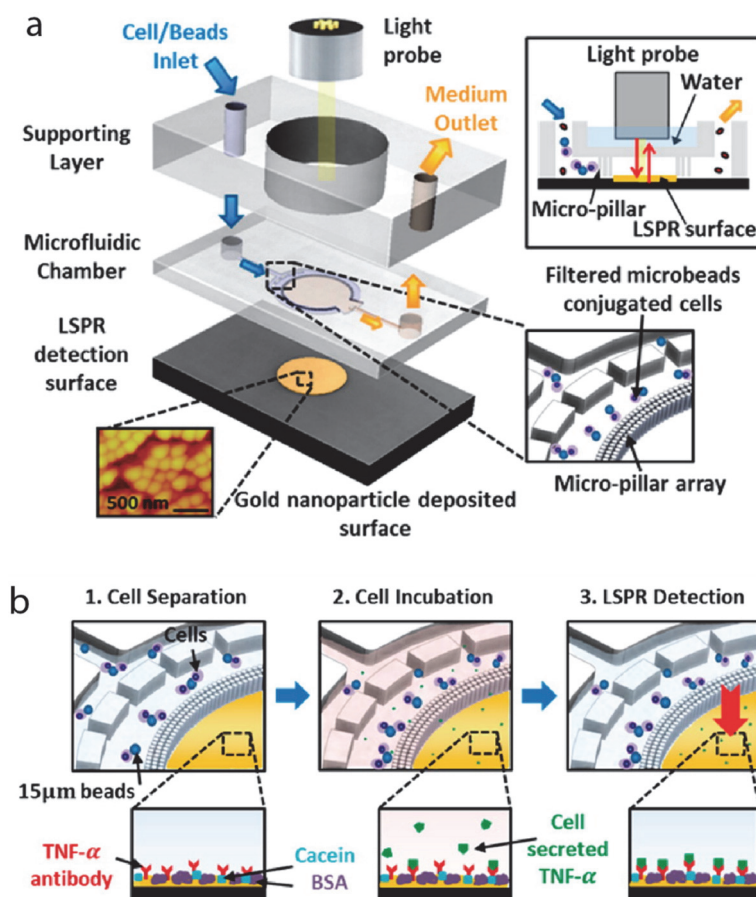 a
Cell/Beads
Inlet
Light
probe
Medium
Outlet
Supporting
Layer
Microfluidic
Chamber
LSPR
detection
surface
500 nm
Gold nanoparticle deposited
surface
Light probe
Water
Micro-pillar
LSPR surface
Filtered microbeads
conjugated cells
Micro-pillar array
b
1. Cell Separation
2. Cell Incubation
3. LSPR Detection
Cells
15μm beads
TNF-α
antibody
Cacein
BSA
Cell
secreted
TNF-α